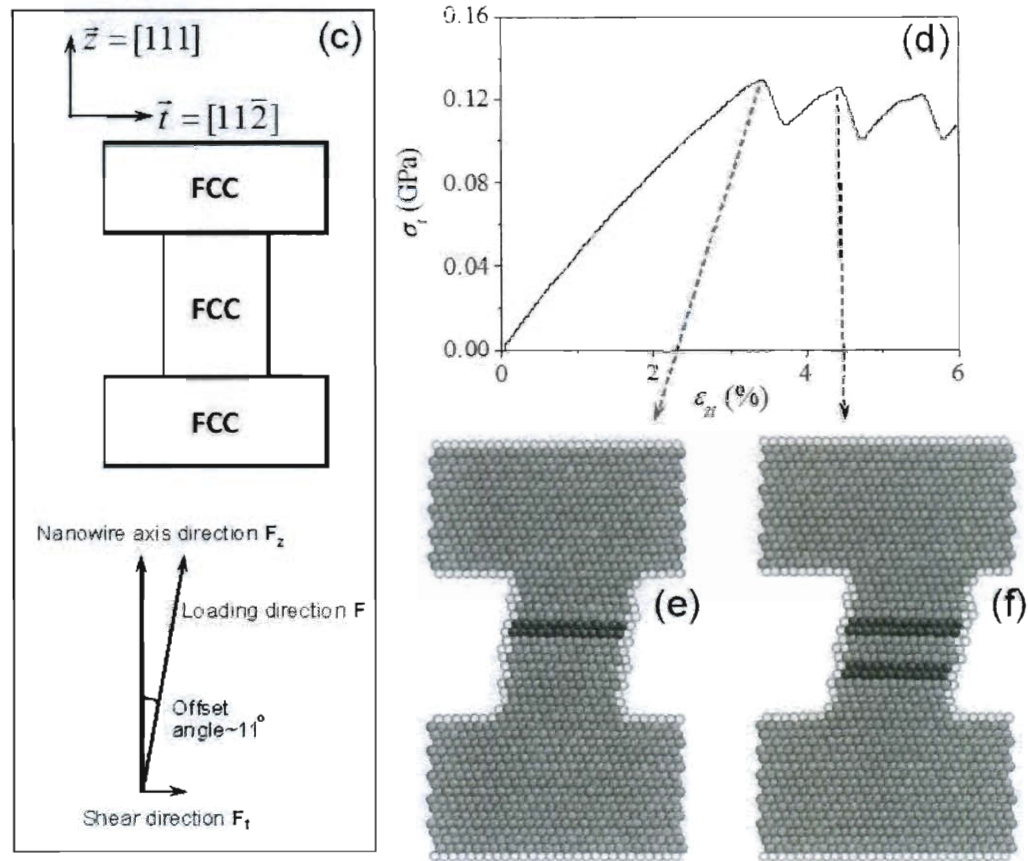 (c)
z⃗ = [111]
t⃗ = [112̄]
FCC
FCC
FCC
Nanowire axis direction F_z
Loading direction F
Offset
angle~11°
Shear direction F_t
(d)
0.16
0.12
0.08
0.04
0.00
σ_t (GPa)
0
2
4
6
ε_zt (%)
(e)
(f)